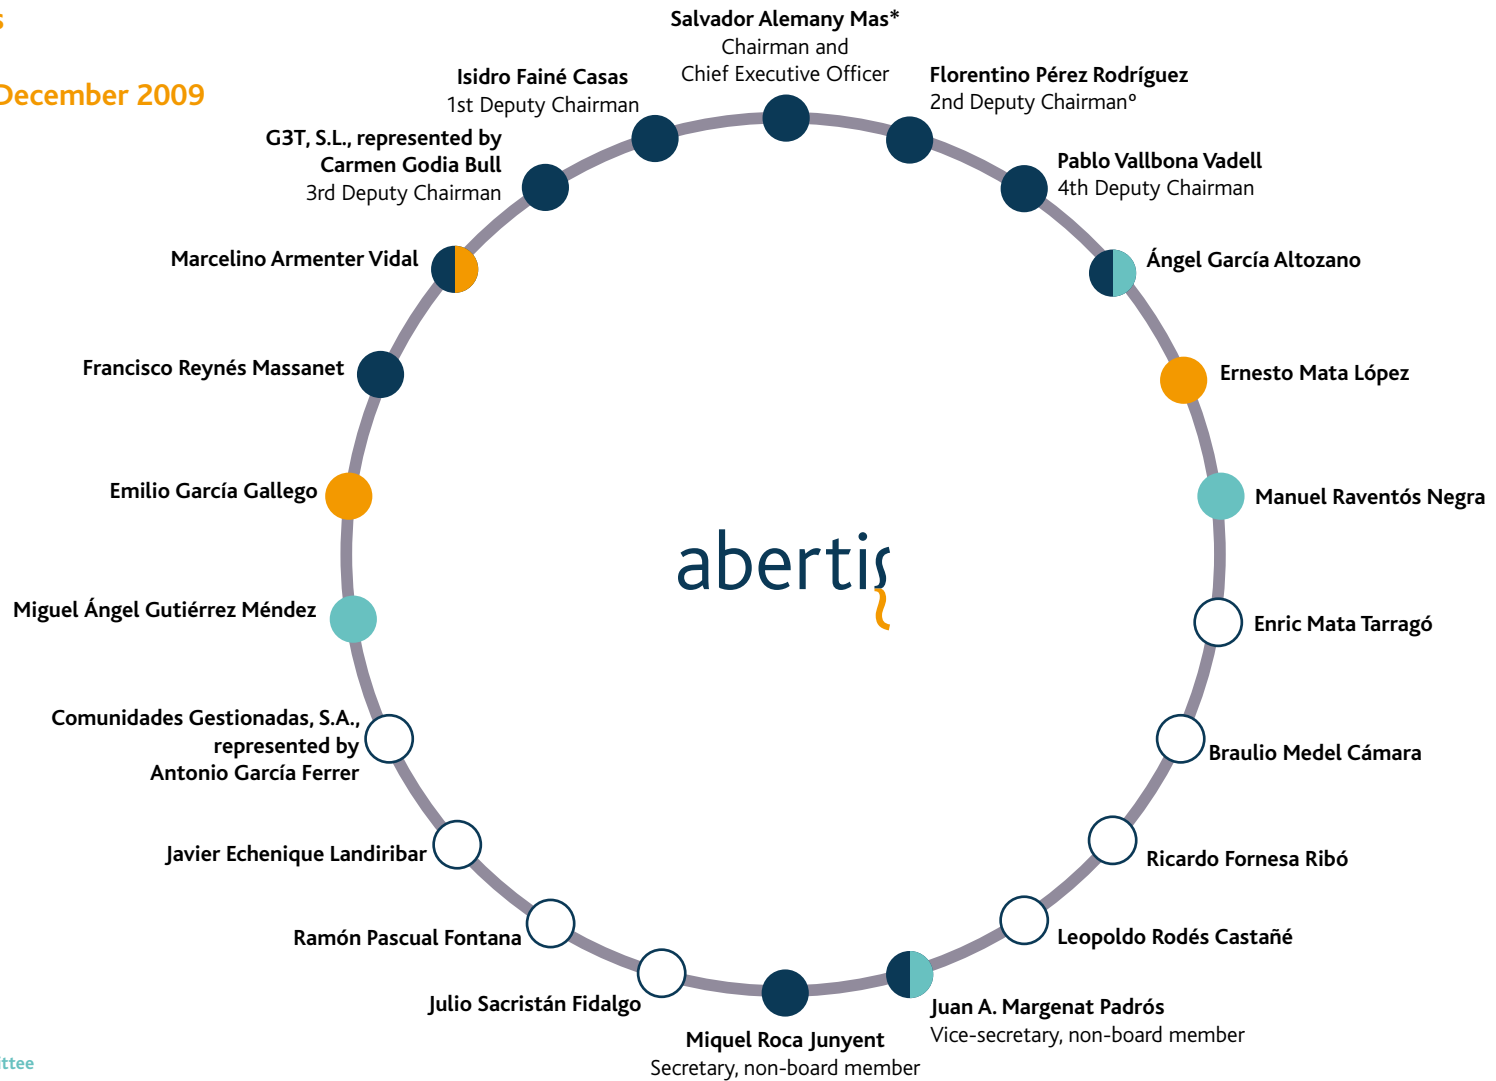 December 2009
Salvador Alemany Mas*
Chairman and
Chief Executive Officer
Isidro Fainé Casas
1st Deputy Chairman
Florentino Pérez Rodríguez
2nd Deputy Chairmanº
G3T, S.L., represented by
Carmen Godia Bull
3rd Deputy Chairman
Pablo Vallbona Vadell
4th Deputy Chairman
Marcelino Armenter Vidal
Ángel García Altozano
Francisco Reynés Massanet
Ernesto Mata López
Emilio García Gallego
Manuel Raventós Negra
abertis
Miguel Ángel Gutiérrez Méndez
Enric Mata Tarragó
Comunidades Gestionadas, S.A.,
represented by
Antonio García Ferrer
Braulio Medel Cámara
Javier Echenique Landiribar
Ricardo Fornesa Ribó
Ramón Pascual Fontana
Leopoldo Rodés Castañé
Julio Sacristán Fidalgo
Juan A. Margenat Padrós
Vice-secretary, non-board member
Miquel Roca Junyent
Secretary, non-board member